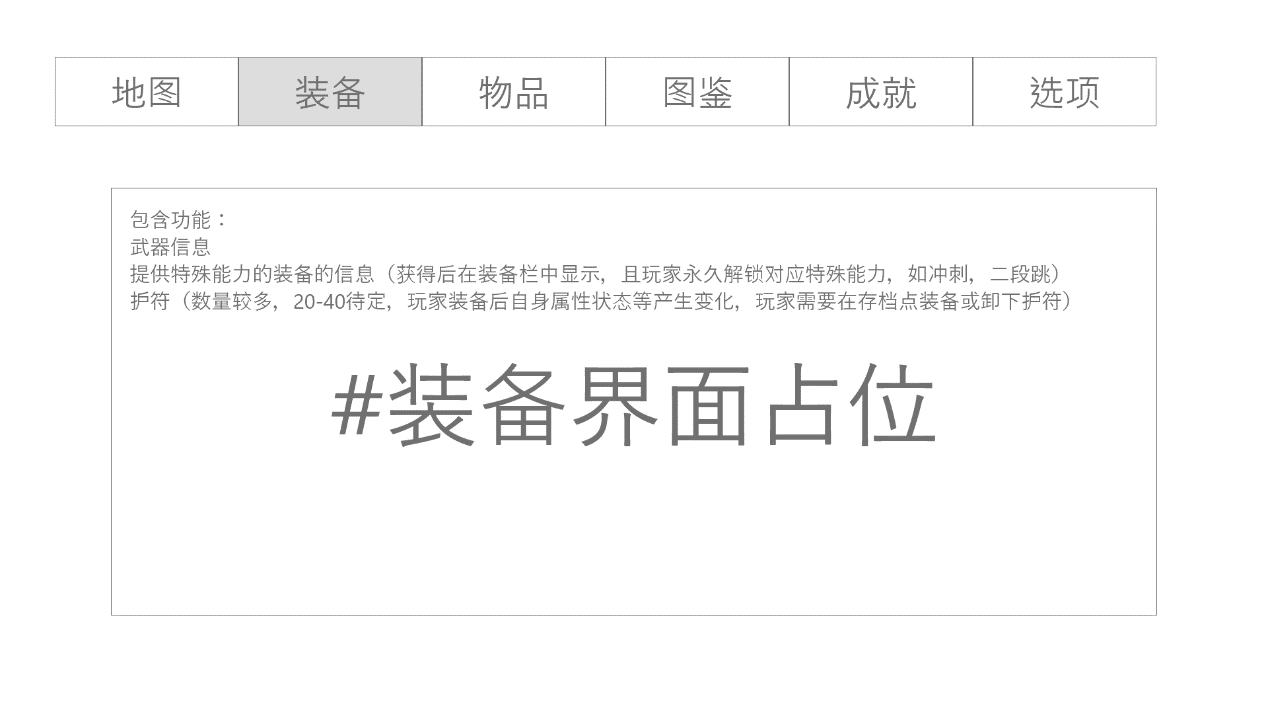 地图 装备 物品 图鉴 成就 选项
包含功能：
武器信息
提供特殊能力的装备的信息（获得后在装备栏中显示，且玩家永久解锁对应特殊能力，如冲刺，二段跳）
护符（数量较多，20-40待定，玩家装备后自身属性状态等产生变化，玩家需要在存档点装备或卸下护符）
#装备界面占位